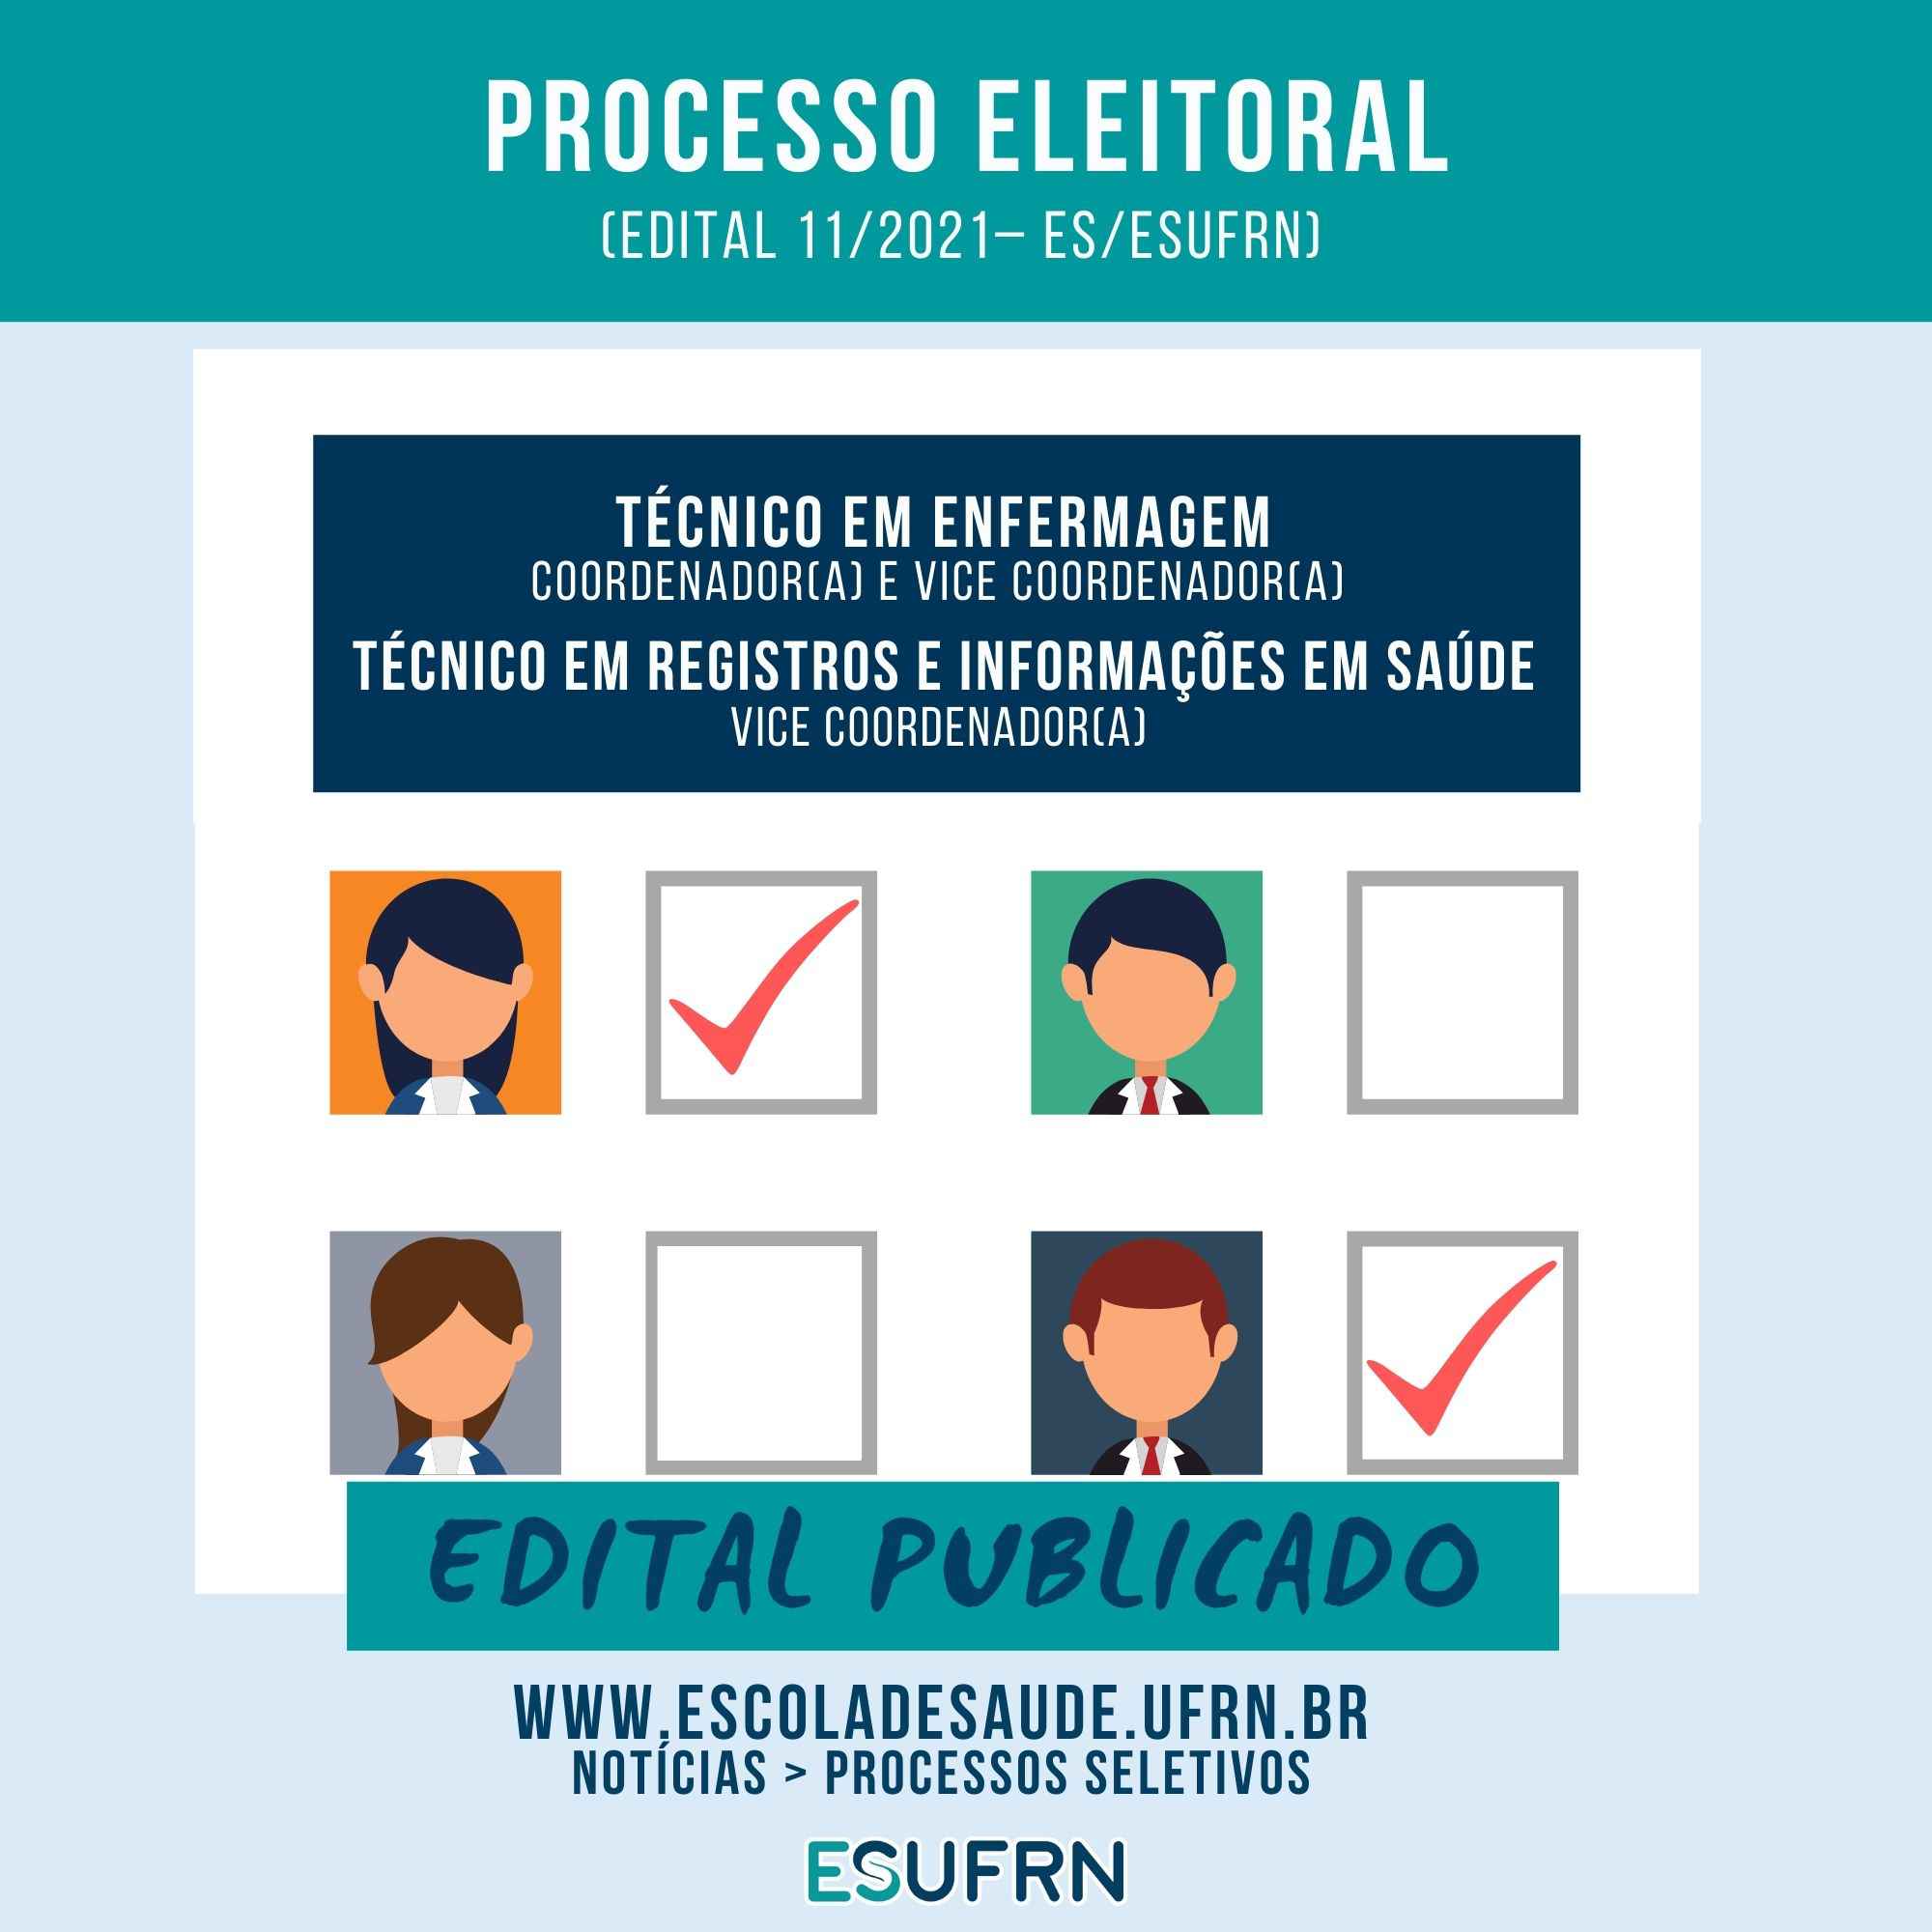 PROCESSO ELEITORAL
(EDITAL 11/2021– ES/ESUFRN)
TÉCNICO EM ENFERMAGEM
COORDENADOR(A) E VICE COORDENADOR(A)
TÉCNICO EM REGISTROS E INFORMAÇÕES EM SAÚDE
VICE COORDENADOR(A)
EDITAL PUBLICADO
WWW.ESCOLADESAUDE.UFRN.BR
NOTÍCIAS > PROCESSOS SELETIVOS
ESUFRN